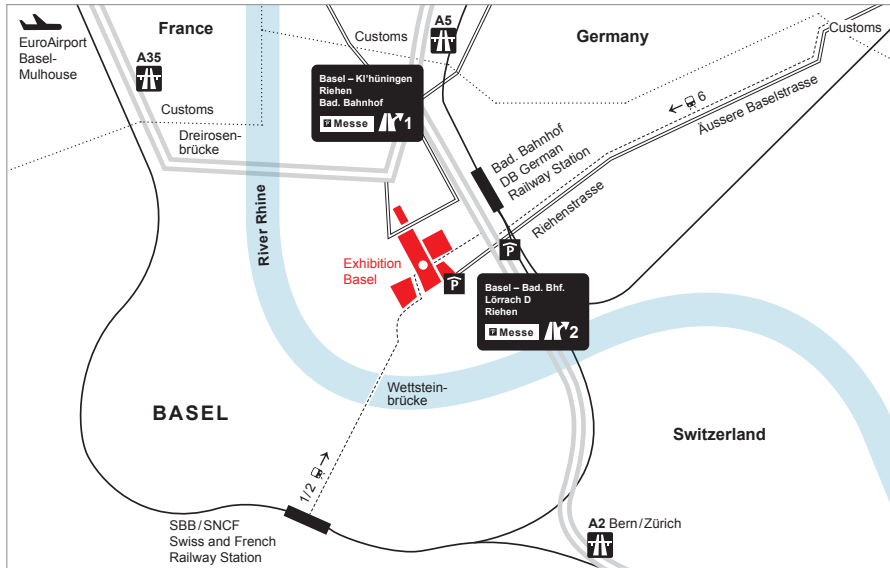 France
A5
Germany
Customs
Customs
EuroAirport
Basel-
Mulhouse
A35
Basel – Kl'hüningen
Riehen
Bad. Bahnhof
P Messe 1
6
Äussere Baselstrasse
Customs
Dreirosen-
brücke
Bad. Bahnhof
DB German
Railway Station
River Rhine
Riehenstrasse
Exhibition
Basel
P
P
Basel – Bad. Bhf.
Lörrach D
Riehen
P Messe 2
Wettstein-
brücke
BASEL
Switzerland
1/2
SBB/SNCF
Swiss and French
Railway Station
A2 Bern/Zürich